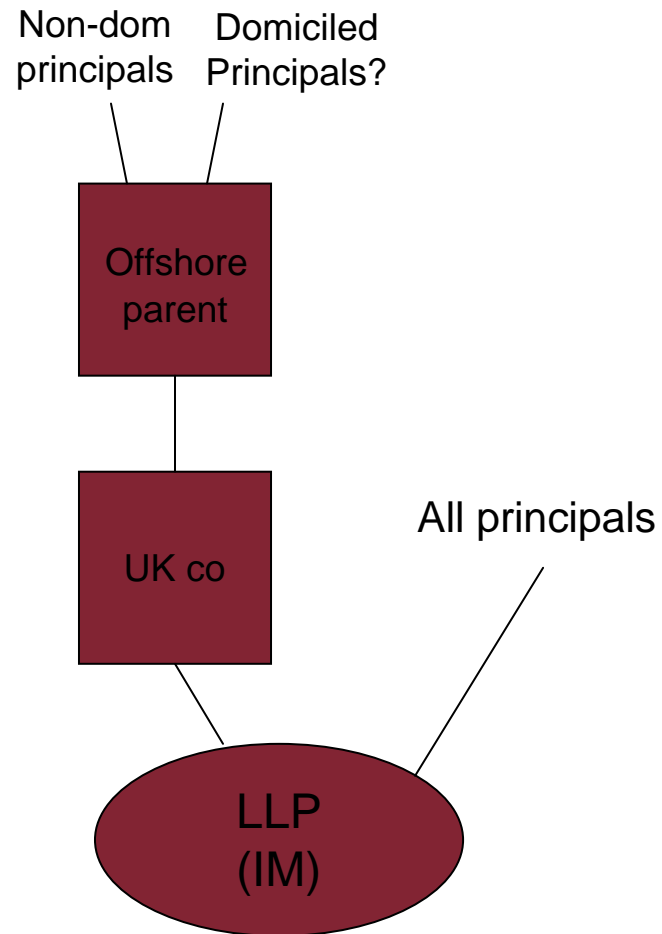 Non-dom
principals
Domiciled
Principals?
Offshore
parent
UK co
All principals
LLP
(IM)